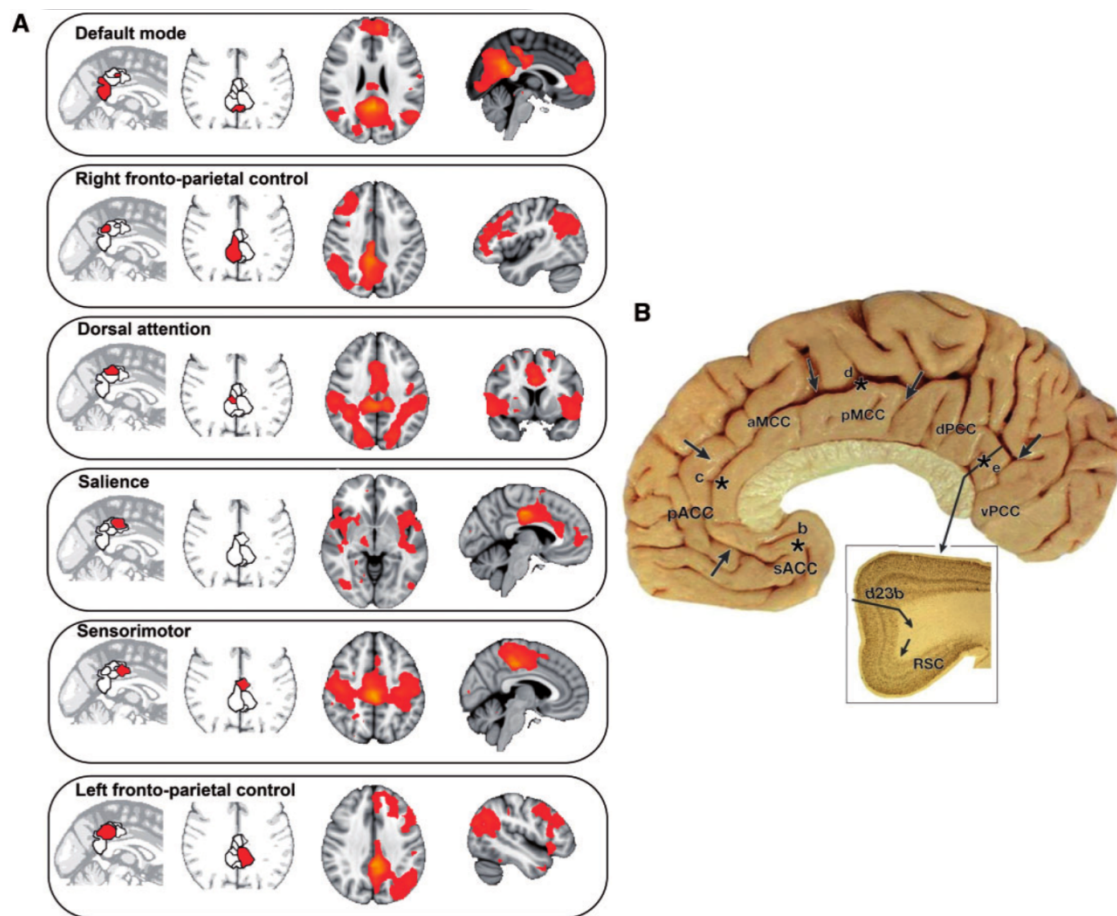 A
Default mode
Right fronto-parietal control
Dorsal attention
Salience
Sensorimotor
Left fronto-parietal control
B
d
aMCC
pMCC
dPCC
c
e
pACC
vPCC
b
sACC
d23b
RSC